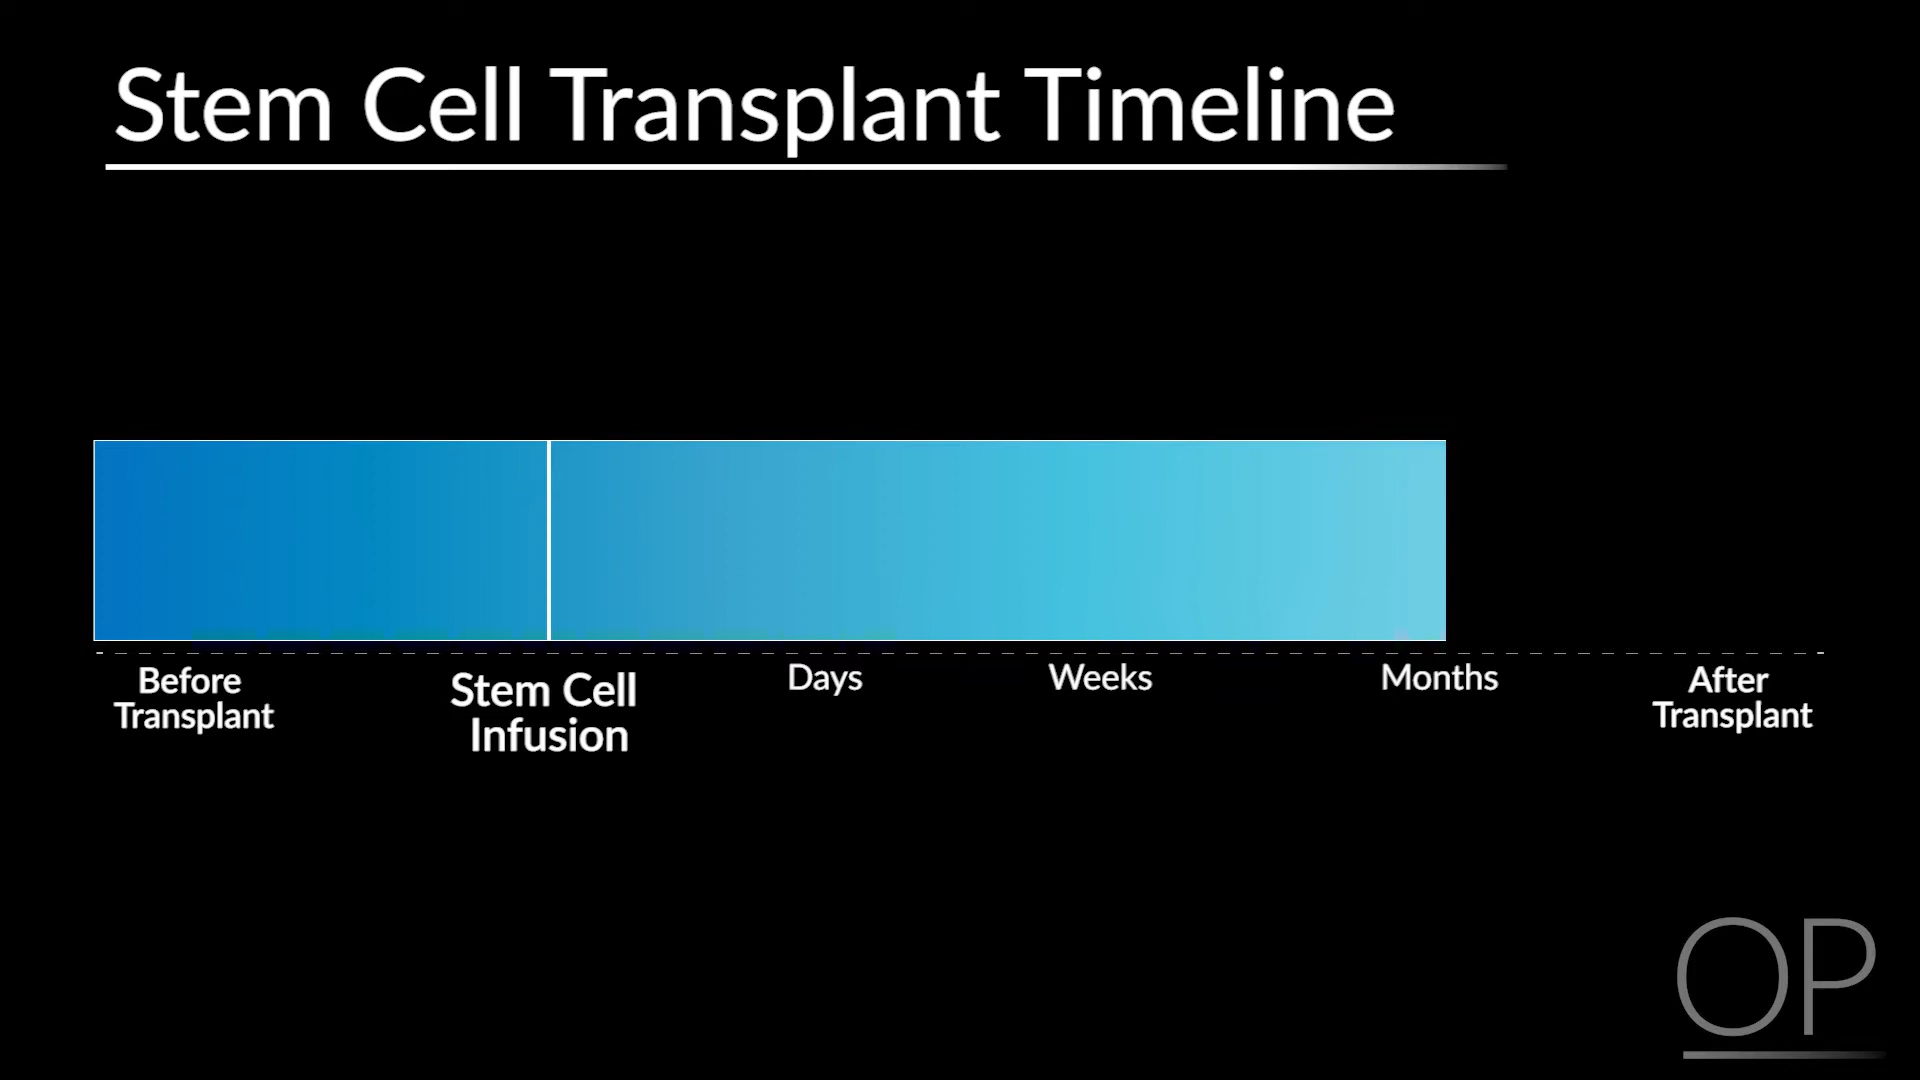 Stem Cell Transplant Timeline
Before
Transplant
Stem Cell
Infusion
Days
Weeks
Months
After
Transplant
OP